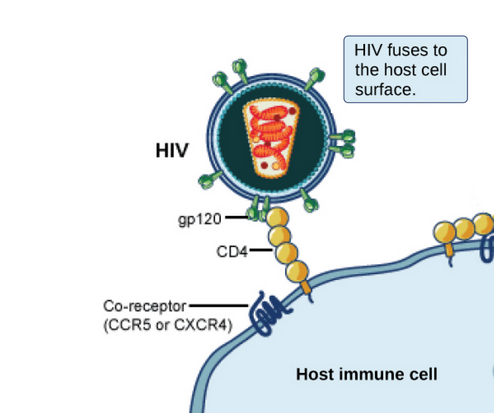 HIV fuses to
the host cell
surface.
HIV
gp120
CD4
Co-receptor
(CCR5 or CXCR4)
Host immune cell